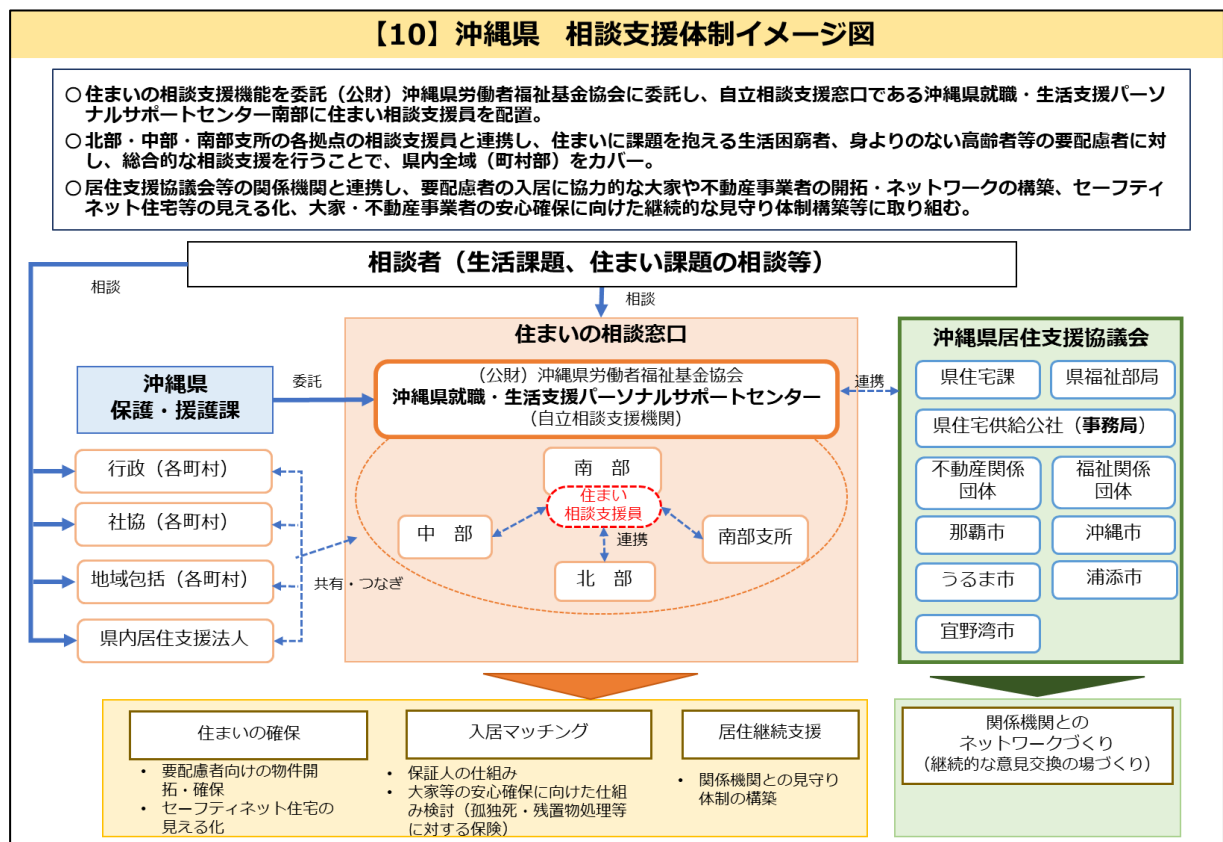 【10】沖縄県　相談支援体制イメージ図
○住まいの相談支援機能を委託（公財）沖縄県労働者福祉基金協会に委託し、自立相談支援窓口である沖縄県就職・生活支援パーソ
ナルサポートセンター南部に住まい相談支援員を配置。
○北部・中部・南部支所の各拠点の相談支援員と連携し、住まいに課題を抱える生活困窮者、身よりのない高齢者等の要配慮者に対
し、総合的な相談支援を行うことで、県内全域（町村部）をカバー。
○居住支援協議会等の関係機関と連携し、要配慮者の入居に協力的な大家や不動産事業者の開拓・ネットワークの構築、セーフティ
ネット住宅等の見える化、大家・不動産事業者の安心確保に向けた継続的な見守り体制構築等に取り組む。
相談者（生活課題、住まい課題の相談等）
相談
相談
沖縄県
保護・援護課
委託
行政（各町村）
社協（各町村）
地域包括（各町村）
県内居住支援法人
共有・つなぎ
住まいの相談窓口
（公財）沖縄県労働者福祉基金協会
沖縄県就職・生活支援パーソナルサポートセンター
（自立相談支援機関）
南　部
住まい
相談支援員
中　部
連携
南部支所
北　部
連携
沖縄県居住支援協議会
県住宅課
県福祉部局
県住宅供給公社（事務局）
不動産関係
団体
福祉関係
団体
那覇市
沖縄市
うるま市
浦添市
宜野湾市
住まいの確保
• 要配慮者向けの物件開
拓・確保
• セーフティネット住宅の
見える化
入居マッチング
• 保証人の仕組み
• 大家等の安心確保に向けた仕組
み検討（孤独死・残置物処理等
に対する保険）
居住継続支援
• 関係機関との見守り
体制の構築
関係機関との
ネットワークづくり
（継続的な意見交換の場づくり）